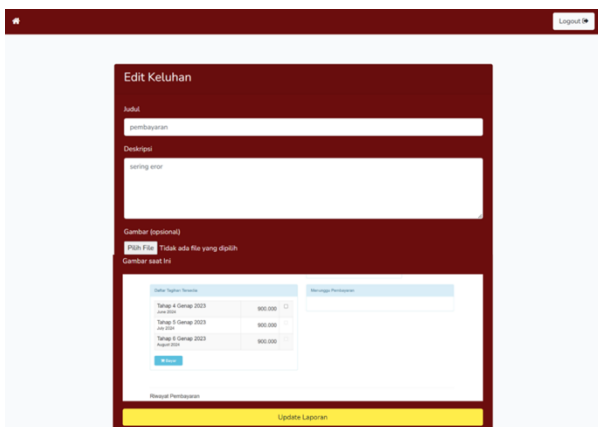 Logout
Edit Keluhan
Judul
pembayaran
Deskripsi
sering eror
Gambar (opsional)
Pilih File Tidak ada file yang dipilih
Gambar saat Ini
Daftar Tagihan Tersedia
Menunggu Pembayaran
Tahap 4 Genap 2023
June 2024
900.000
Tahap 5 Genap 2023
July 2024
900.000
Tahap 6 Genap 2023
August 2024
900.000
Riwayat Pembayaran
Update Laporan